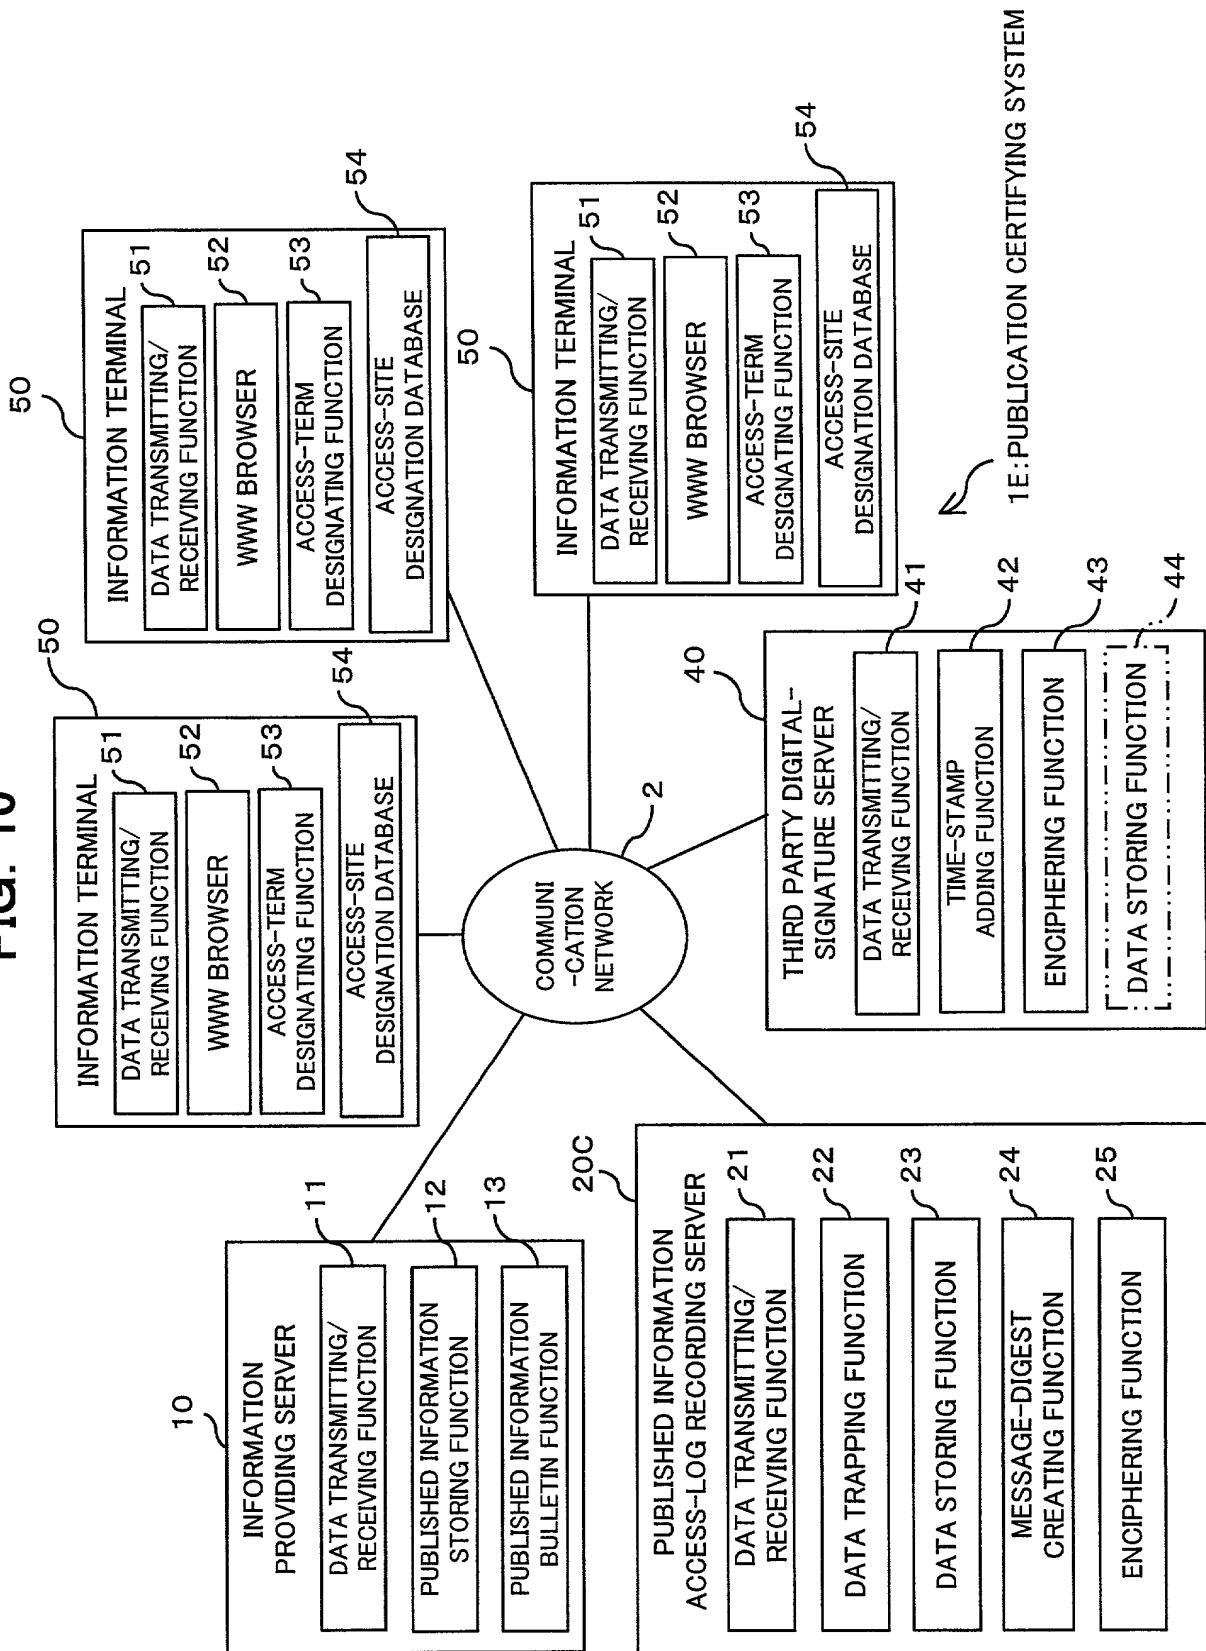 FIG.
50
INFORMATION TERMINAL
51
DATA TRANSMITTING/
RECEIVING FUNCTION
52
WWW BROWSER
53
ACCESS-TERM
DESIGNATING FUNCTION
54
ACCESS-SITE
DESIGNATION DATABASE
50
INFORMATION TERMINAL
51
DATA TRANSMITTING/
RECEIVING FUNCTION
52
WWW BROWSER
53
ACCESS-TERM
DESIGNATING FUNCTION
54
ACCESS-SITE
DESIGNATION DATABASE
10
INFORMATION
PROVIDING SERVER
11
DATA TRANSMITTING/
RECEIVING FUNCTION
12
PUBLISHED INFORMATION
STORING FUNCTION
13
PUBLISHED INFORMATION
BULLETIN FUNCTION
COMMUNI
-CATION
NETWORK
2
50
INFORMATION TERMINAL
51
DATA TRANSMITTING/
RECEIVING FUNCTION
52
WWW BROWSER
53
ACCESS-TERM
DESIGNATING FUNCTION
54
ACCESS-SITE
DESIGNATION DATABASE
20C
PUBLISHED INFORMATION
ACCESS-LOG RECORDING SERVER
21
DATA TRANSMITTING/
RECEIVING FUNCTION
22
DATA TRAPPING FUNCTION
23
DATA STORING FUNCTION
24
MESSAGE-DIGEST
CREATING FUNCTION
25
ENCIPHERING FUNCTION
40
THIRD PARTY DIGITAL-
SIGNATURE SERVER
41
DATA TRANSMITTING/
RECEIVING FUNCTION
42
TIME-STAMP
ADDING FUNCTION
43
ENCIPHERING FUNCTION
44
DATA STORING FUNCTION
1E:PUBLICATION CERTIFYING SYSTEM